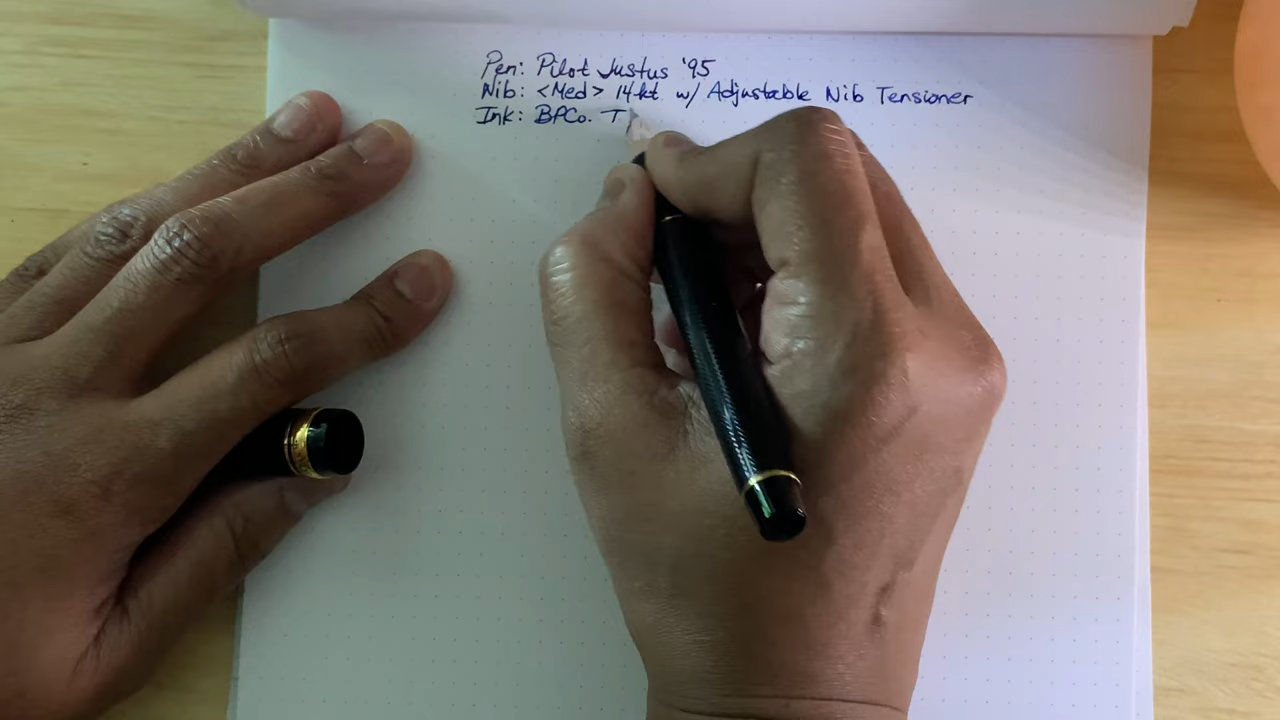 Pen: Pilot Justus '95
Nib: <Med> 14kt w/ Adjustable Nib Tensioner
Ink: BPCo. T